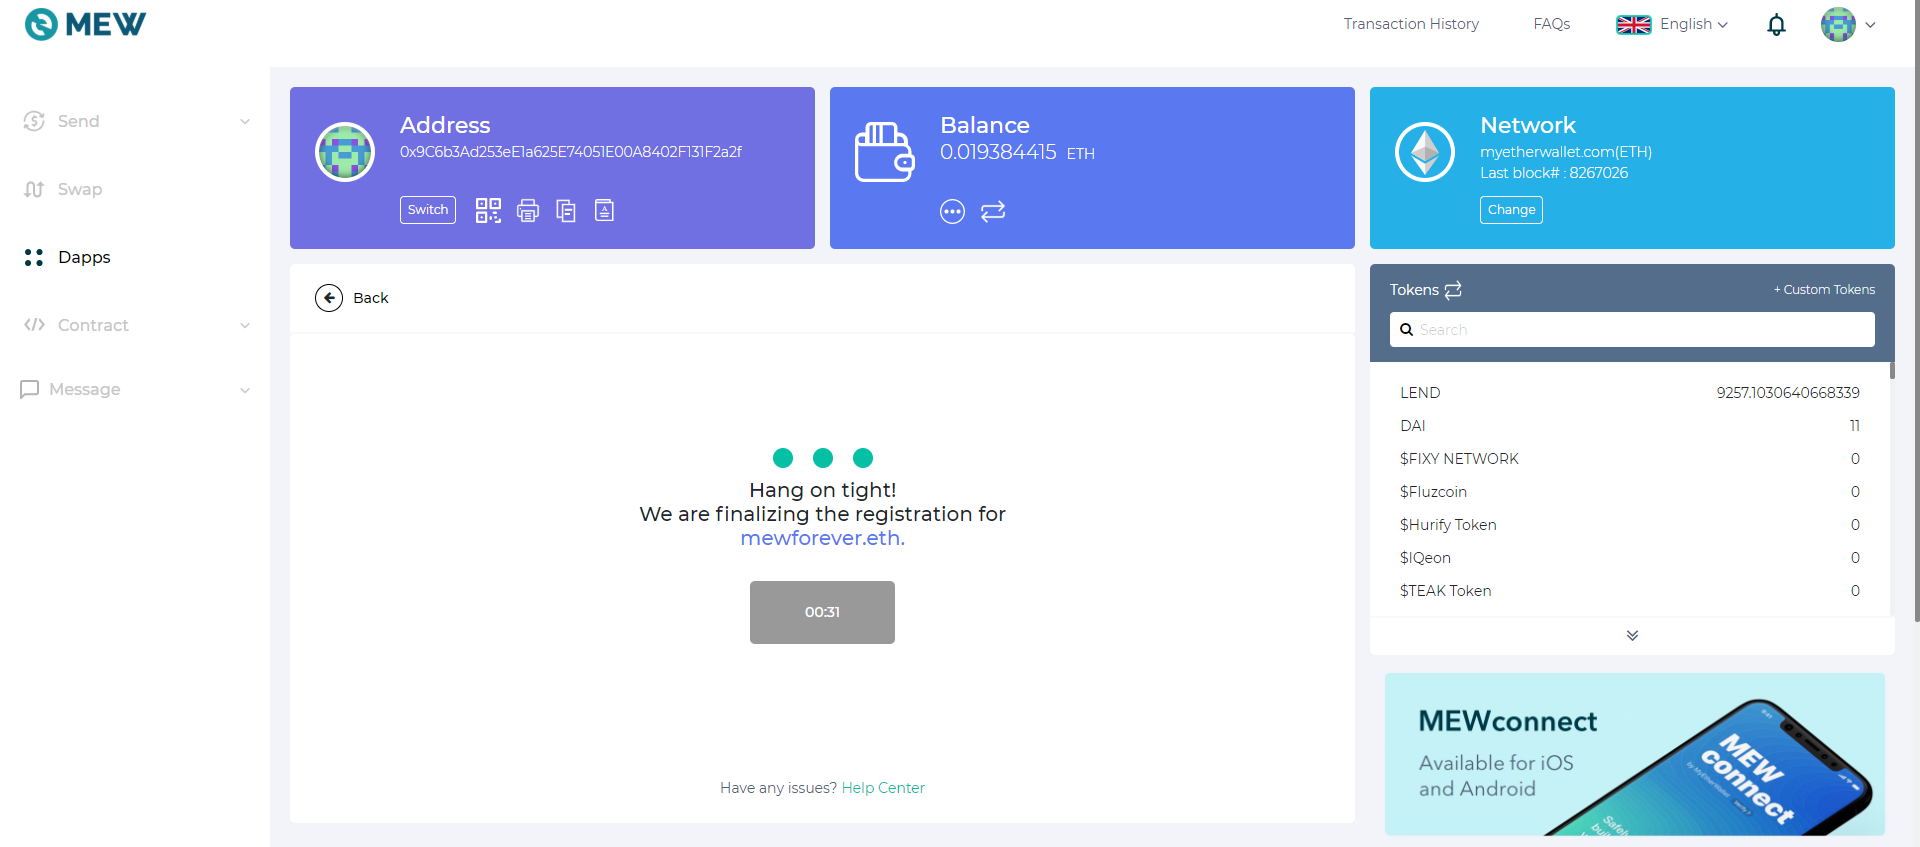 MEW
Transaction History
FAQs
English
Send
Swap
Dapps
Contract
Message
Address
0x9C6b3Ad253eE1a625E74051E00A8402F131F2a2f
Switch
Balance
0.019384415 ETH
Network
myetherwallet.com(ETH)
Last block# : 8267026
Change
Back
Hang on tight!
We are finalizing the registration for
mewforever.eth.
00:31
Have any issues? Help Center
Tokens
+ Custom Tokens
Search
LEND 9257.1030640668339
DAI 11
$FIXY NETWORK 0
$Fluzcoin 0
$Hurify Token 0
$IQeon 0
$TEAK Token 0
MEWconnect
Available for iOS
and Android
MEW
connect
by MyEtherWallet